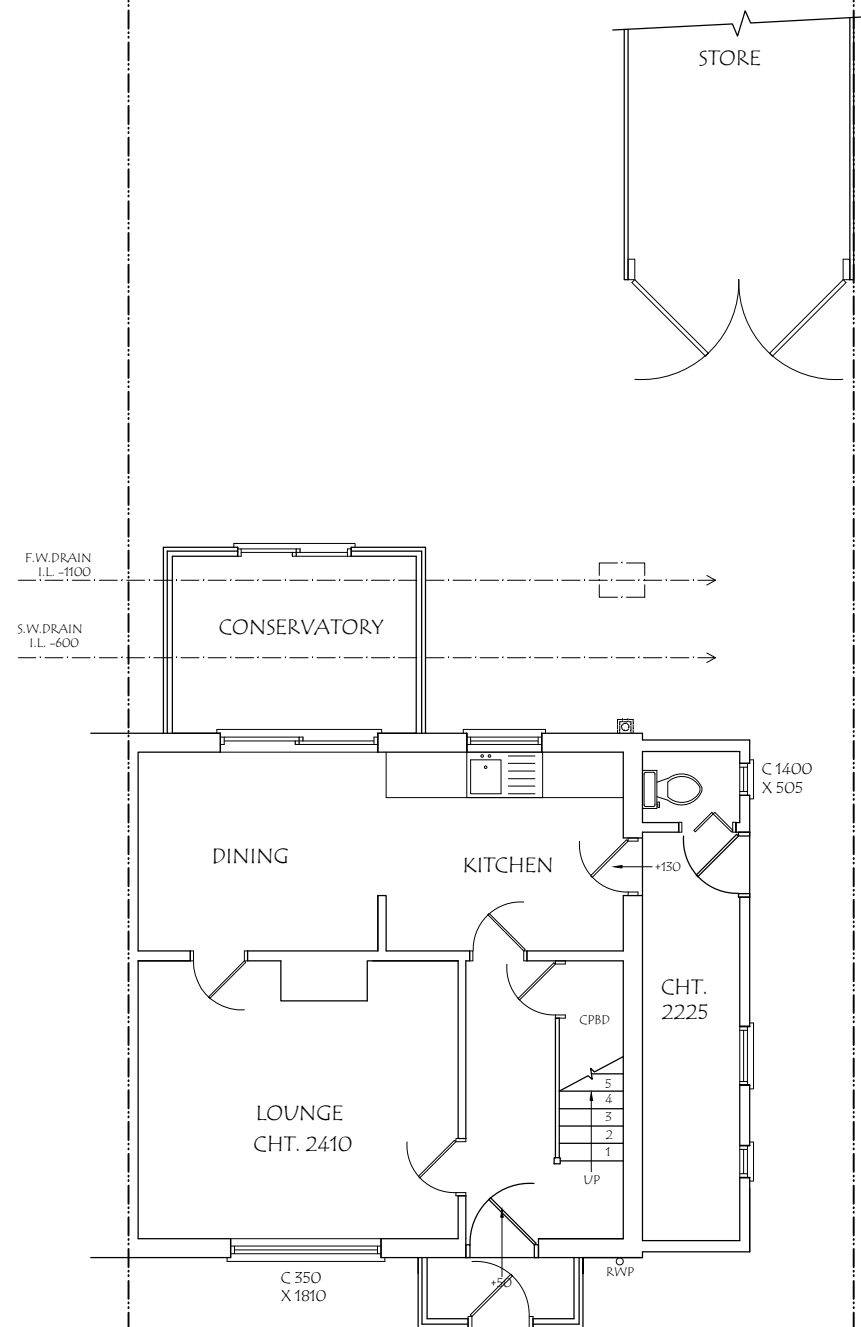 STORE
F.W.DRAIN
I.L. -1100
S.W.DRAIN
I.L. -600
CONSERVATORY
C 1400
X 505
DINING
KITCHEN
+130
CHT.
2225
CPBD
5
4
3
2
1
UP
LOUNGE
CHT. 2410
C 350
X 1810
+50
RWP